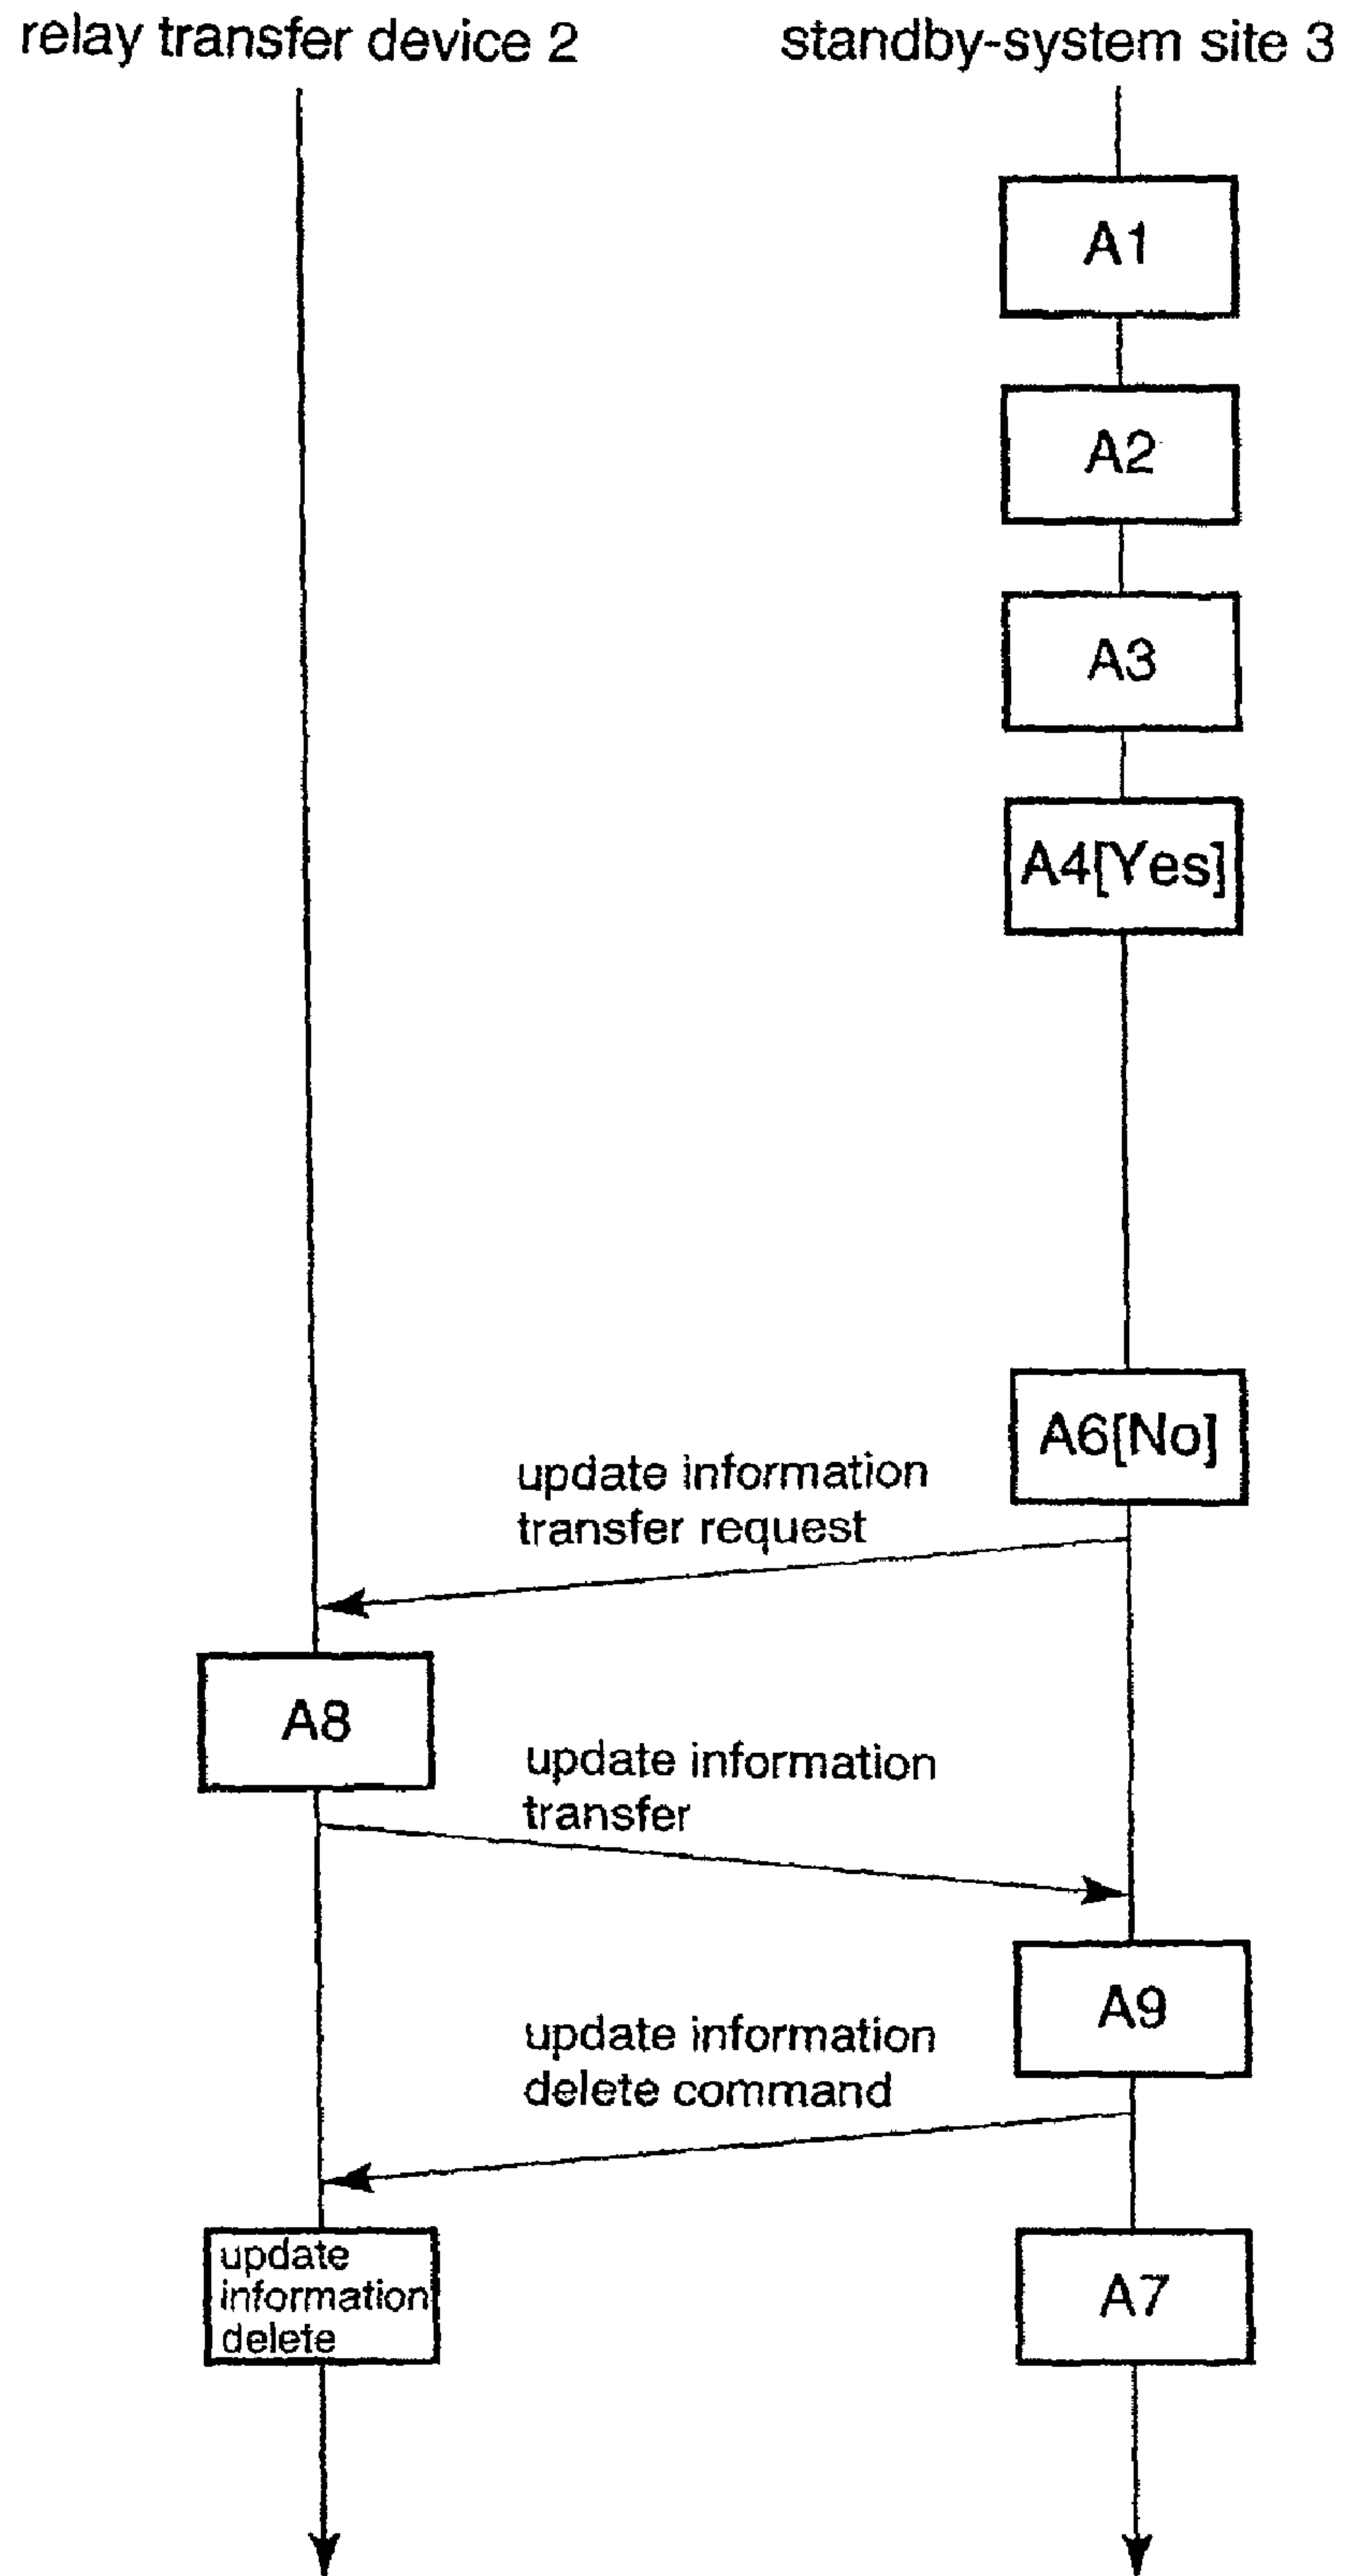 relay transfer device 2
standby-system site 3
A1
A2
A3
A4[Yes]
A6[No]
update information
transfer request
A8
update information
transfer
A9
update information
delete command
update
information
delete
A7